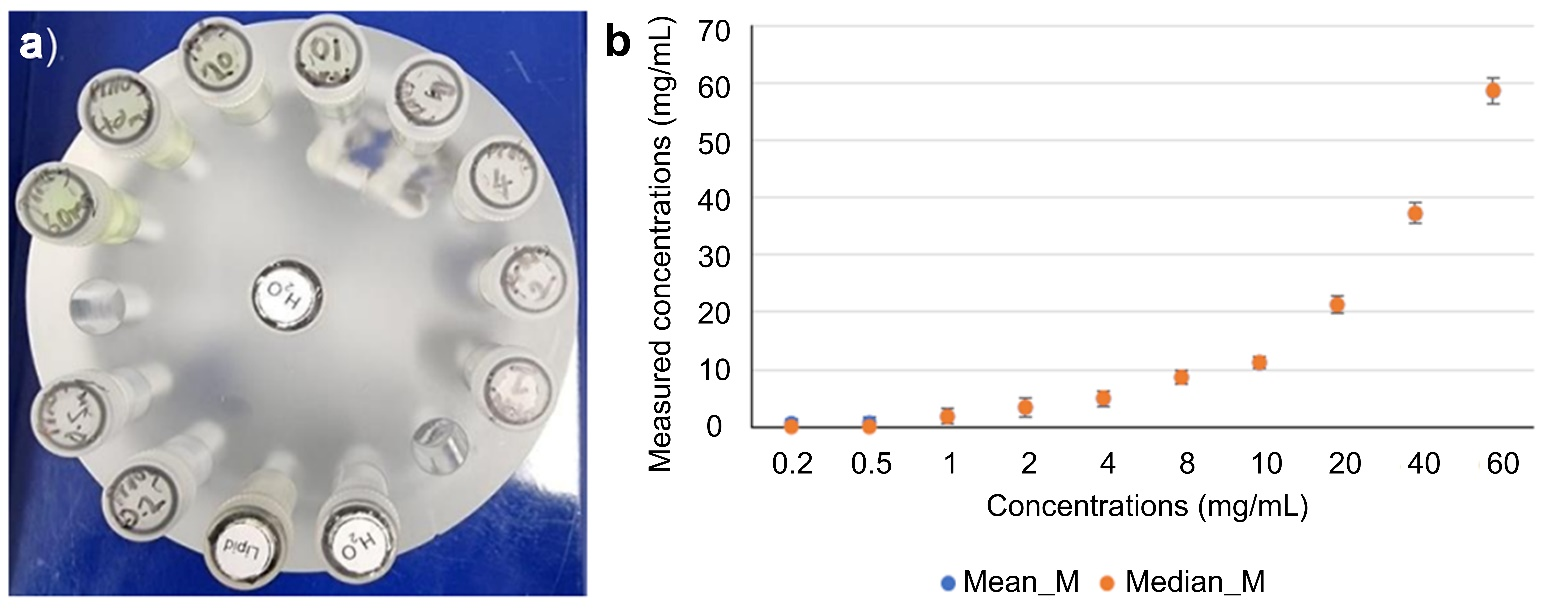 a)
10
H₂O
Lipid
H₂O
b
Measured concentrations (mg/mL)
70
60
50
40
30
20
10
0
0.2 0.5 1 2 4 8 10 20 40 60
Concentrations (mg/mL)
Mean_M Median_M